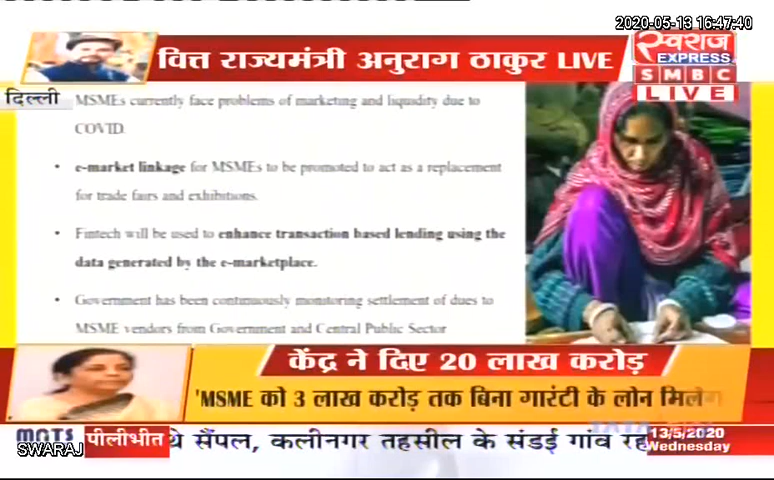 2020-05-13 16:47:40
वित्त राज्यमंत्री अनुराग ठाकुर LIVE
स्वराज
EXPRESS
SMBC
LIVE
दिल्ली
MSMEs currently face problems of marketing and liquidity due to
COVID.
• e-market linkage for MSMEs to be promoted to act as a replacement
for trade fairs and exhibitions.
• Fintech will be used to enhance transaction based lending using the
data generated by the e-marketplace.
• Government has been continuously monitoring settlement of dues to
MSME vendors from Government and Central Public Sector
केंद्र ने दिए 20 लाख करोड़
'MSME को 3 लाख करोड़ तक बिना गारंटी के लोन
SWARAJ
पीलीभीत
थे सैंपल, कलीनगर तहसील के संडई गांव रह
13/5/2020
Wednesday